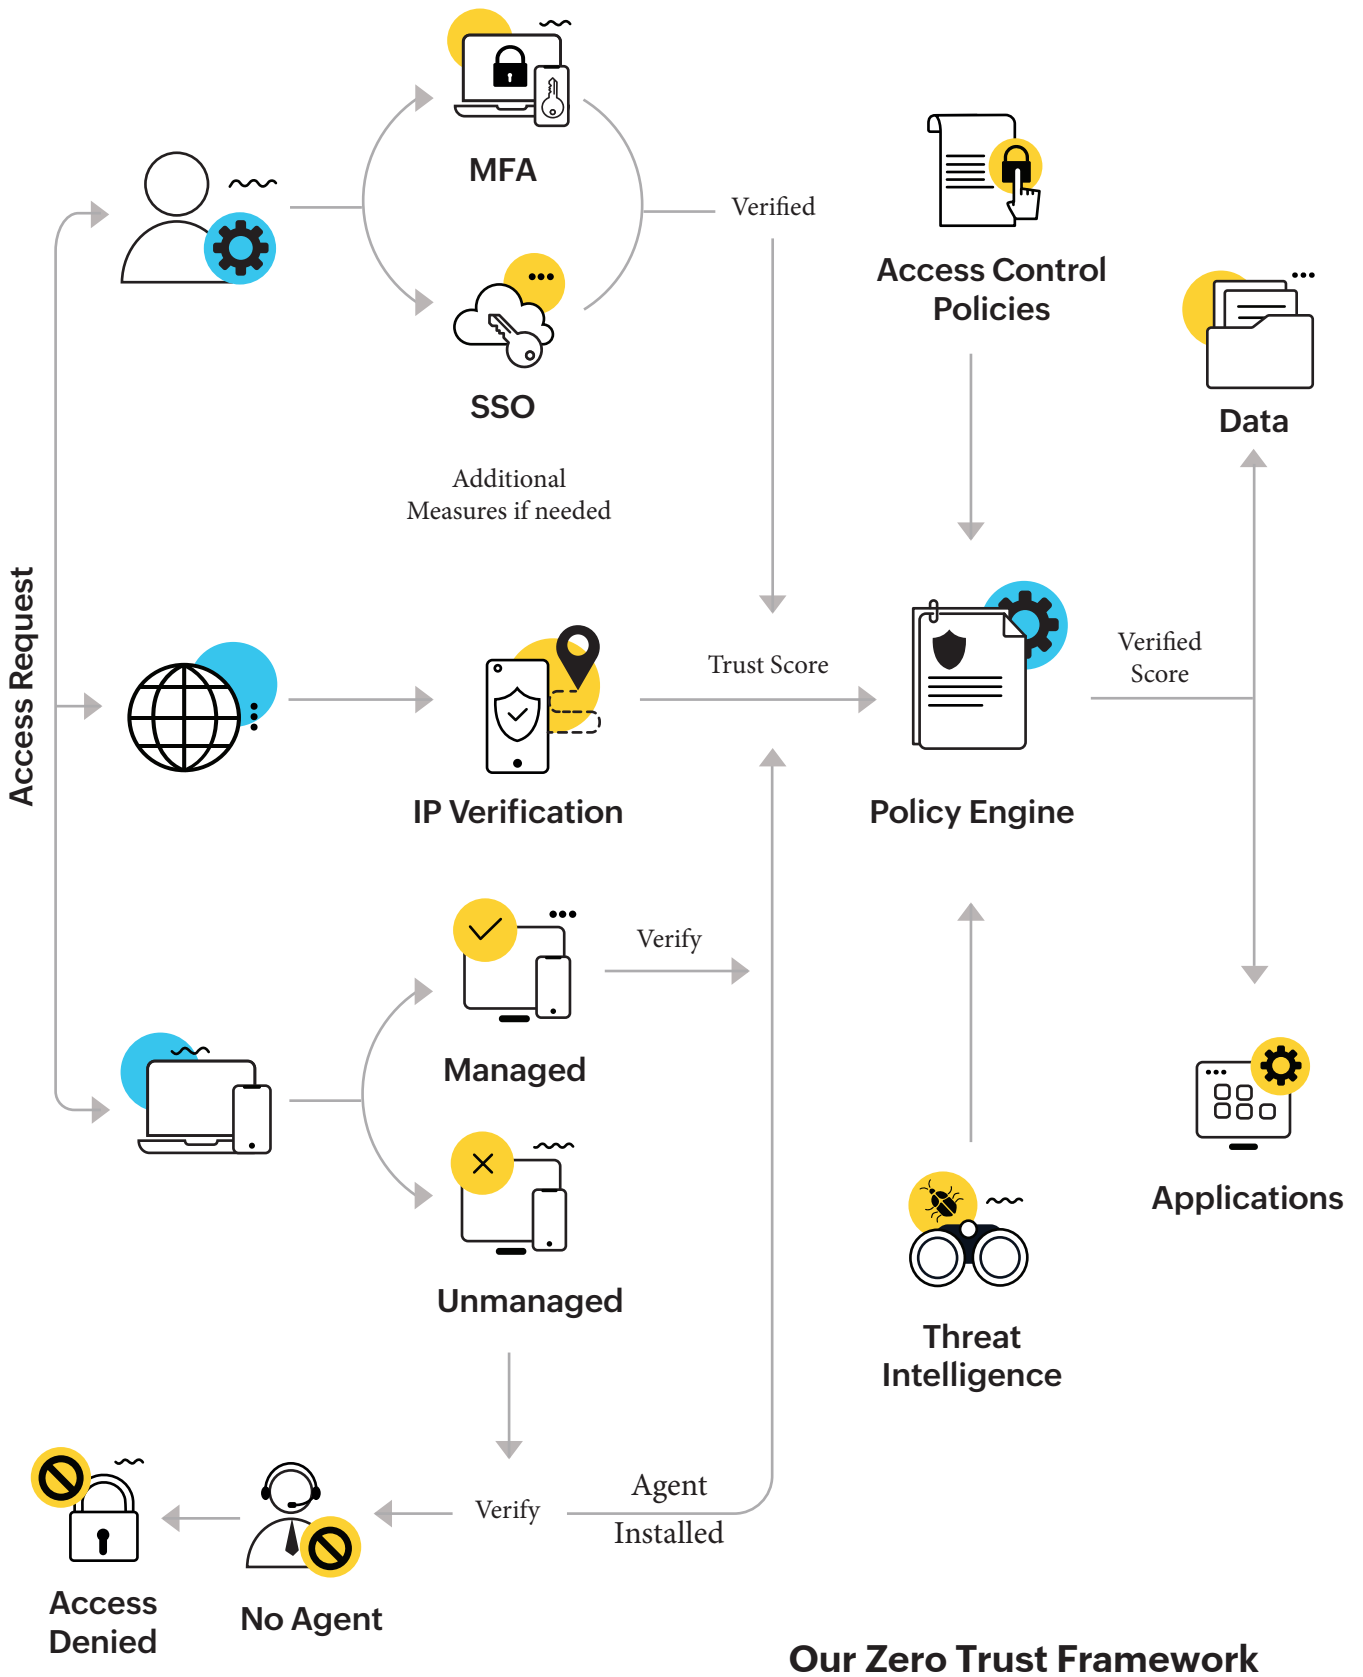 MFA
Verified
Access Control
Policies
SSO
Data
Additional
Measures if needed
Access Request
Trust Score
Verified
Score
IP Verification
Policy Engine
Verify
Managed
Applications
Unmanaged
Threat
Intelligence
Agent
Installed
Verify
No Agent
Access
Denied
Our Zero Trust Framework